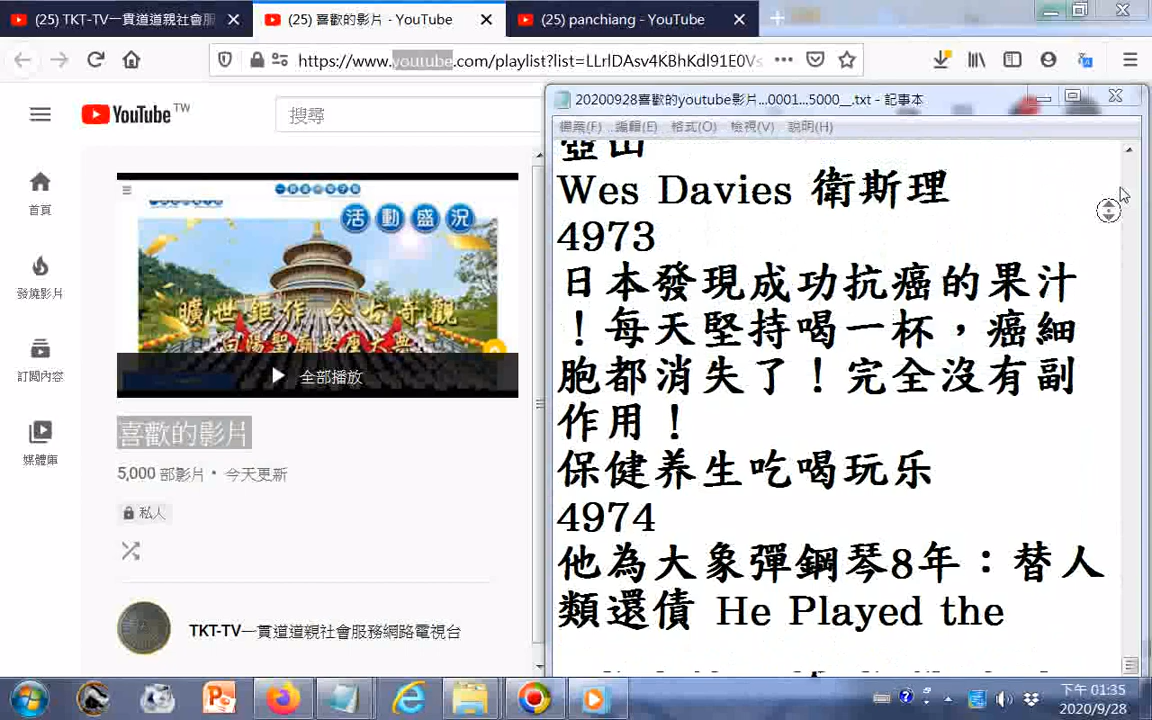 (25) TKT-TV一貫道道親社會服
(25) 喜歡的影片 - YouTube
(25) panchiang - YouTube
https://www.youtube.com/playlist?list=LLrlDAsv4KBhKdl91E0Vs
YouTube TW
搜尋
首頁
發燒影片
訂閱內容
媒體庫
活動盛況
曠世鉅作 今古奇觀
全部播放
喜歡的影片
5,000 部影片・今天更新
私人
TKT-TV一貫道道親社會服務網路電視台
20200928喜歡的youtube影片...0001...5000__.txt - 記事本
檔案(F) 編輯(E) 格式(O) 檢視(V) 說明(H)
Wes Davies 衛斯理
4973
日本發現成功抗癌的果汁
！每天堅持喝一杯，癌細
胞都消失了！完全沒有副
作用！
保健养生吃喝玩乐
4974
他為大象彈鋼琴8年：替人
類還債 He Played the
下午 01:35
2020/9/28